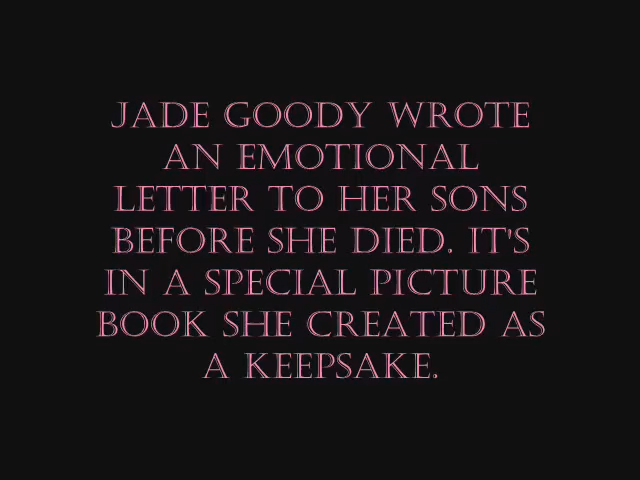 JADE GOODY WROTE
AN EMOTIONAL
LETTER TO HER SONS
BEFORE SHE DIED. IT'S
IN A SPECIAL PICTURE
BOOK SHE CREATED AS
A KEEPSAKE.